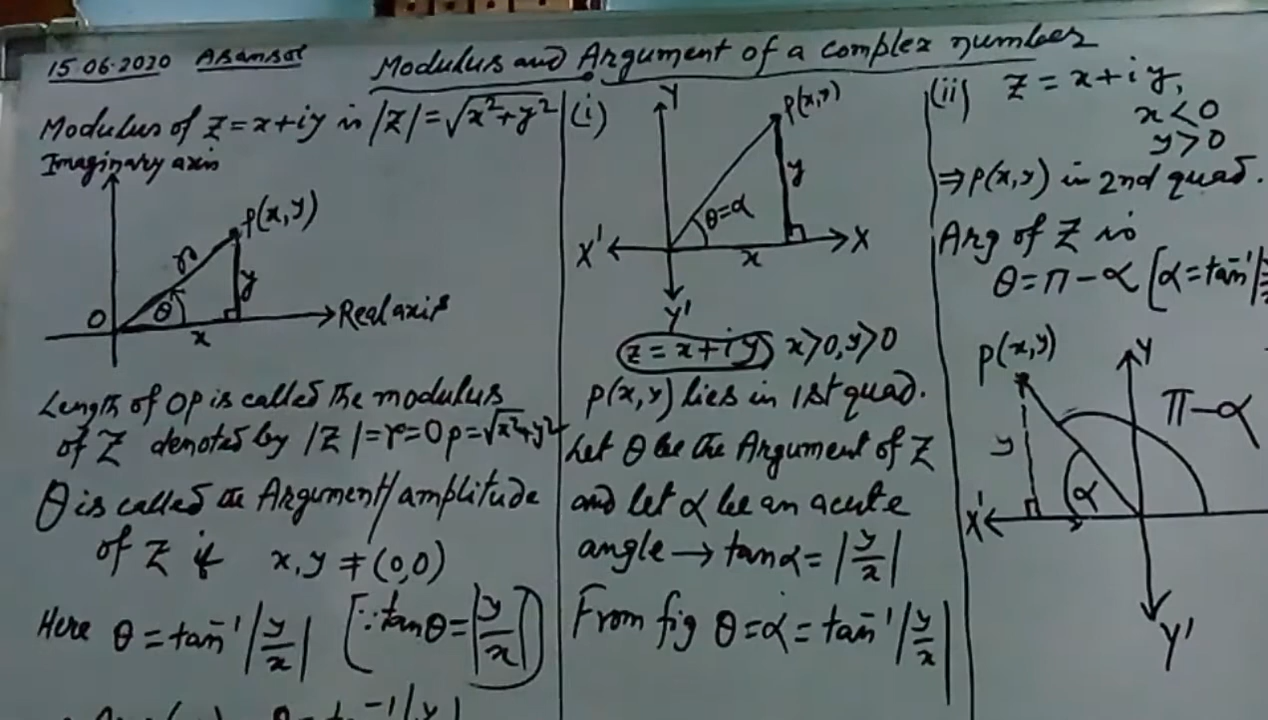 15.06.2020 Asansol
Modulus and Argument of a complex number
Modulus of z=x+iy is |z|=√x²+y²
Imaginary axis
P(x,y)
r
y
θ
O
x
Real axis
Length of OP is called the modulus
of Z denoted by |Z|=r=OP=√x²+y²
θ is called the Argument/amplitude
of Z if x,y ≠ (0,0)
Here θ = tan⁻¹|y/x| [∵ tanθ=|y/x|]
(i)
Y
P(x,y)
y
θ=α
X'
X
x
Y'
z=x+iy x>0,y>0
P(x,y) lies in 1st quad.
Let θ be the Argument of Z
and let α be an acute
angle → tanα=|y/x|
From fig θ=α=tan⁻¹|y/x|
(ii) Z=x+iy,
x<0
y>0
⇒P(x,y) in 2nd quad.
Arg of Z is
θ=π-α [α=tan⁻¹|
P(x,y)
Y
π-α
y
α
X'
Y'